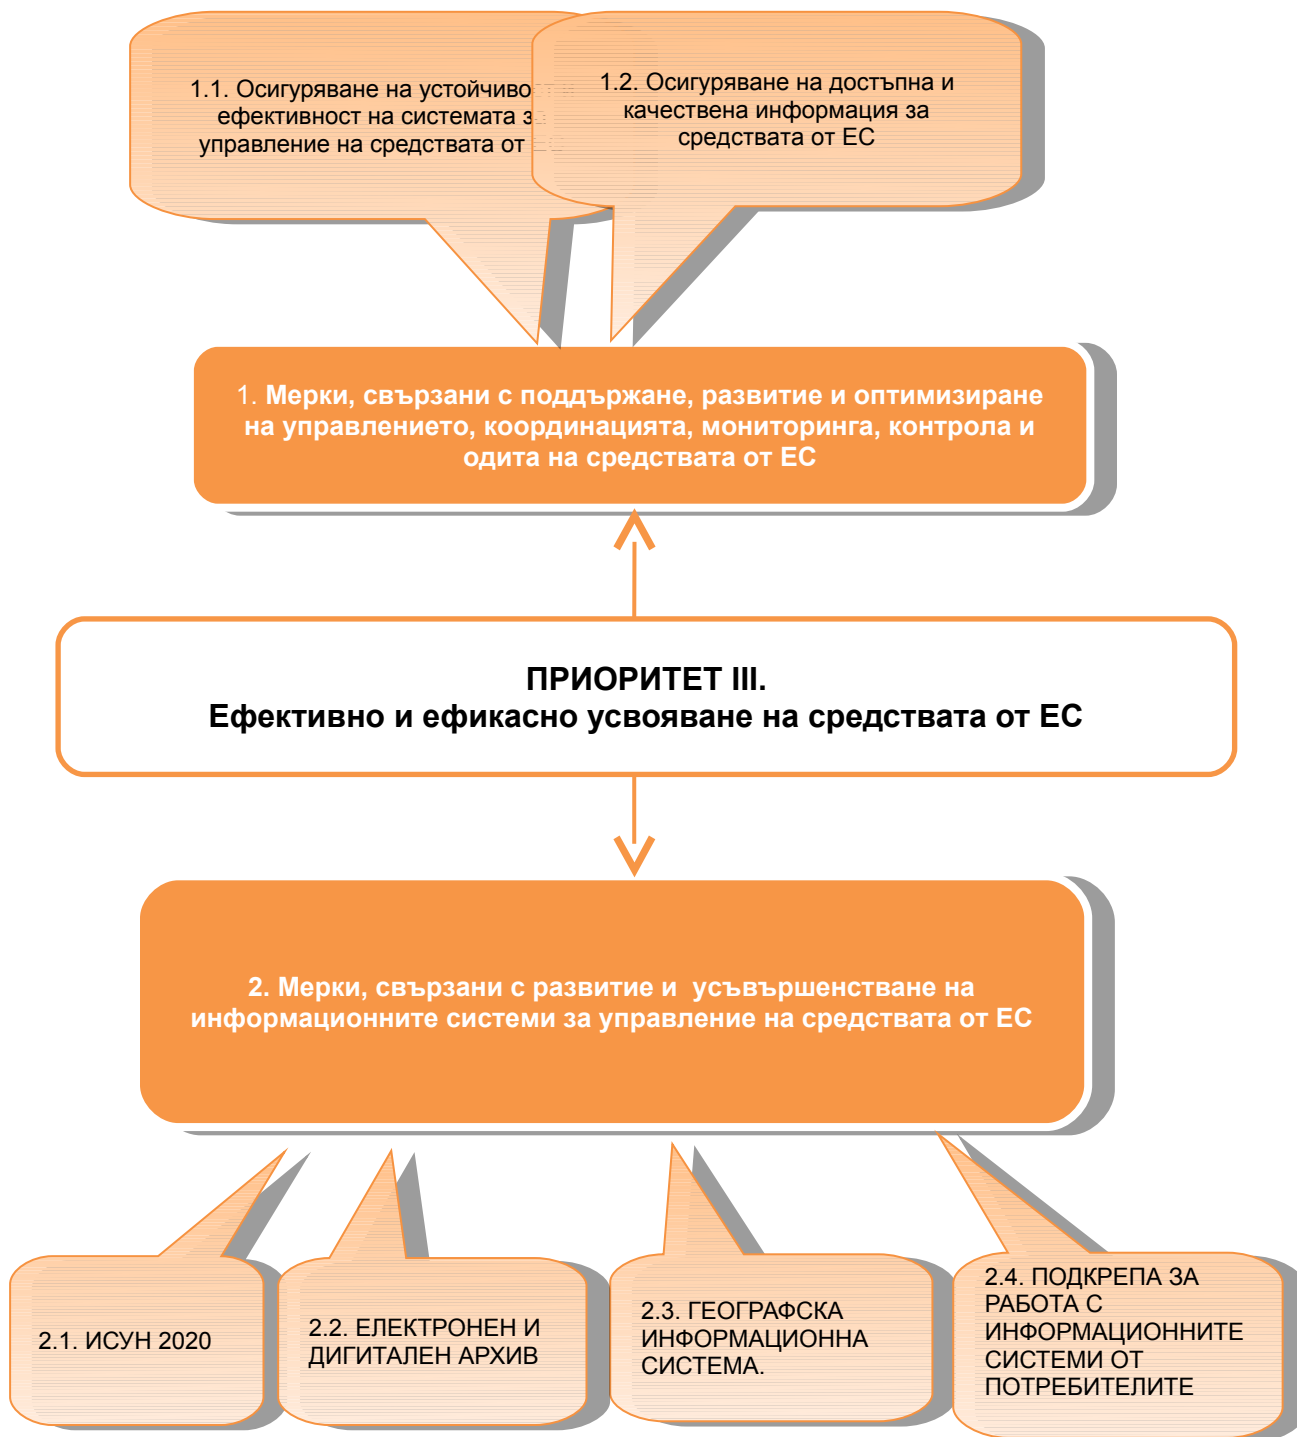 1.1. Осигуряване на устойчивост и
ефективност на системата за
управление на средствата от ЕС
1.2. Осигуряване на достъпна и
качествена информация за
средствата от ЕС
1. Мерки, свързани с поддържане, развитие и оптимизиране
на управлението, координацията, мониторинга, контрола и
одита на средствата от ЕС
ПРИОРИТЕТ III.
Ефективно и ефикасно усвояване на средствата от ЕС
2. Мерки, свързани с развитие и  усъвършенстване на
информационните системи за управление на средствата от ЕС
2.1. ИСУН 2020
2.2. ЕЛЕКТРОНЕН И
ДИГИТАЛЕН АРХИВ
2.3. ГЕОГРАФСКА
ИНФОРМАЦИОННА
СИСТЕМА.
2.4. ПОДКРЕПА ЗА
РАБОТА С
ИНФОРМАЦИОННИТЕ
СИСТЕМИ ОТ
ПОТРЕБИТЕЛИТЕ